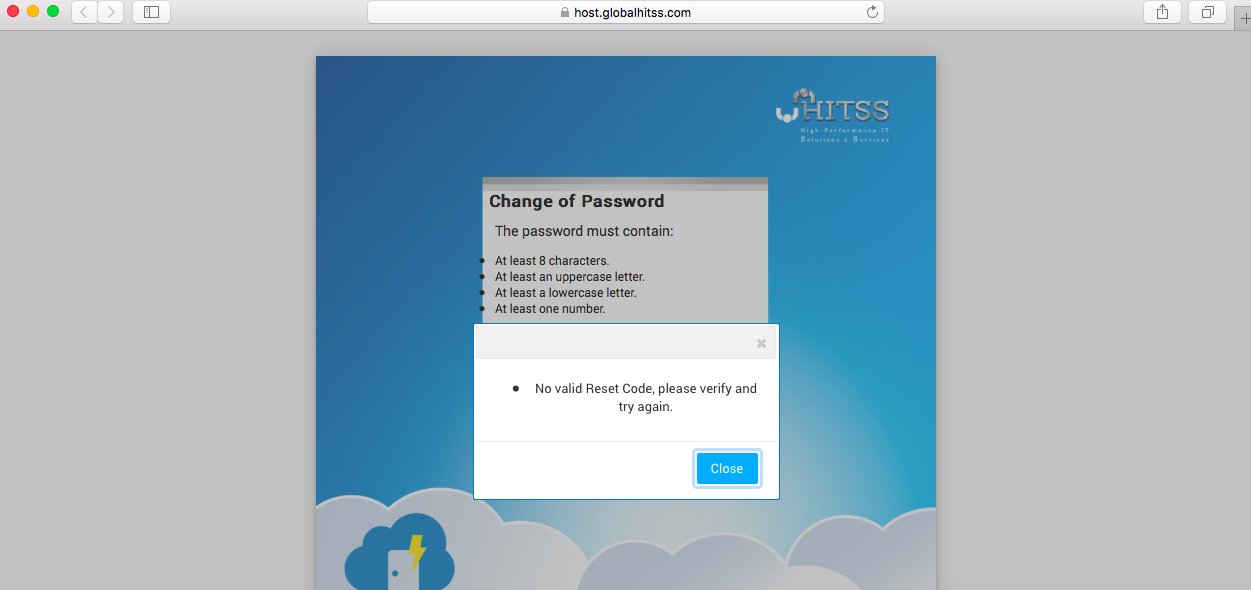 host.globalhitss.com
HITSS
High-Performance IT
Solutions & Services
Change of Password
The password must contain:
At least 8 characters.
At least an uppercase letter.
At least a lowercase letter.
At least one number.
No valid Reset Code, please verify and
try again.
Close